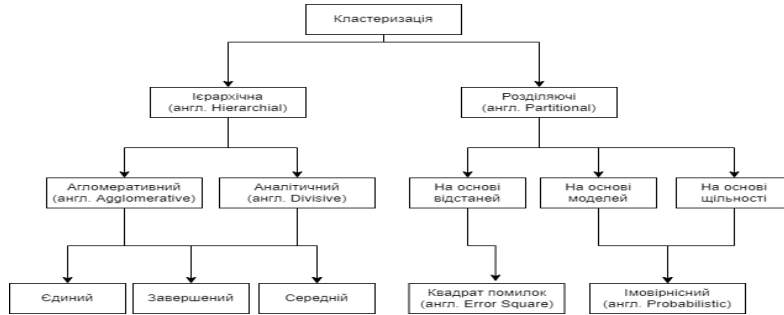 Кластеризація
Ієрархічна
(англ. Hierarchial)
Розділяючі
(англ. Partitional)
Агломеративний
(англ. Agglomerative)
Аналітичний
(англ. Divisive)
На основі
відстаней
На основі
моделей
На основі
щільності
Єдиний
Завершений
Середній
Квадрат помилок
(англ. Error Square)
Імовірнісний
(англ. Probabilistic)